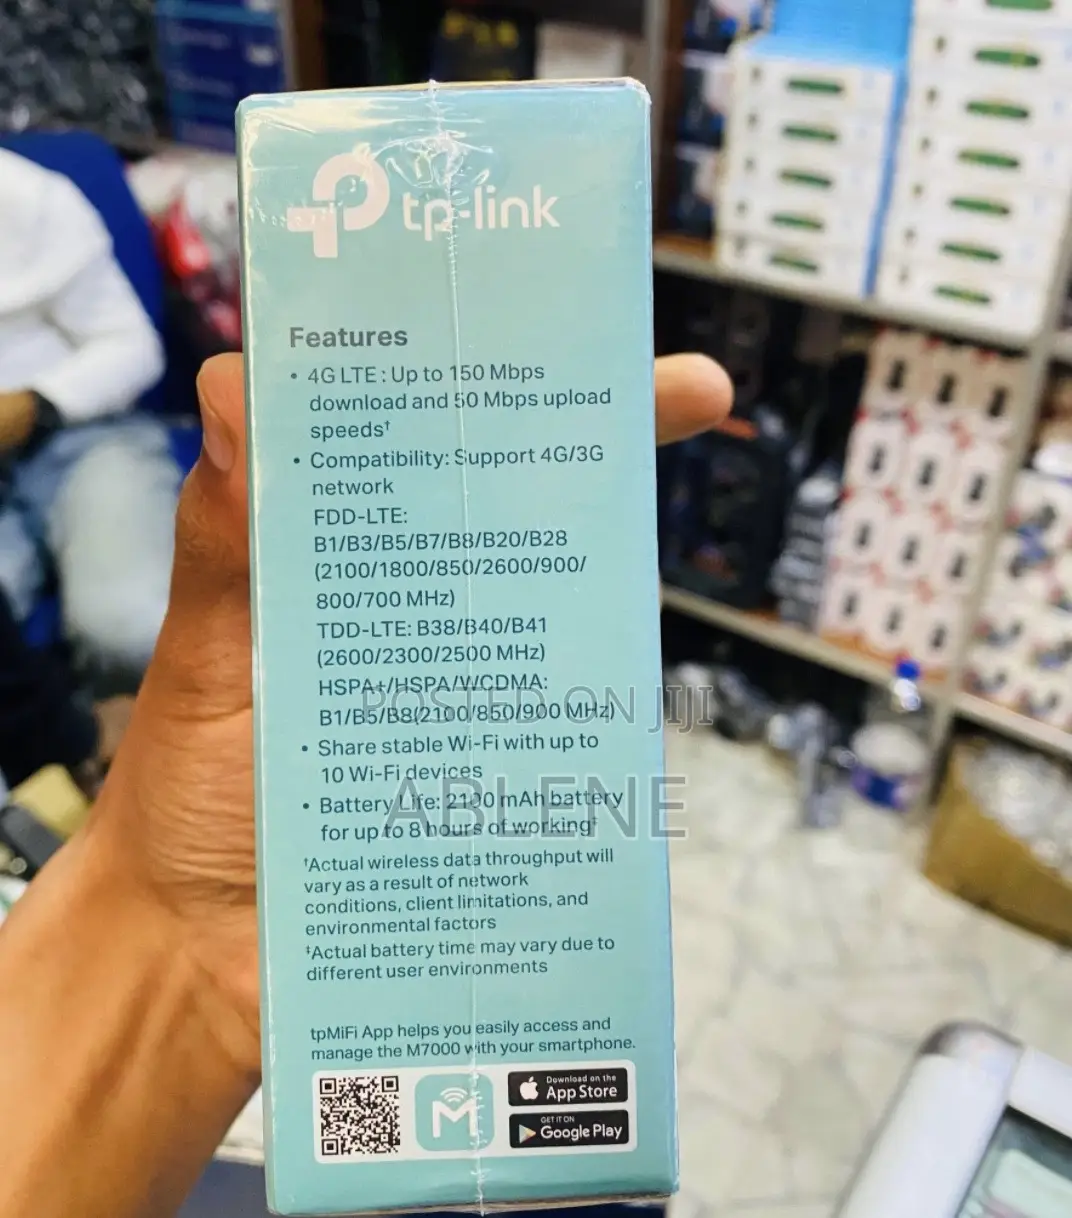 tp-link
Features
• 4G LTE : Up to 150 Mbps
download and 50 Mbps upload
speeds†
• Compatibility: Support 4G/3G
network
FDD-LTE:
B1/B3/B5/B7/B8/B20/B28
(2100/1800/850/2600/900/
800/700 MHz)
TDD-LTE: B38/B40/B41
(2600/2300/2500 MHz)
HSPA+/HSPA/WCDMA:
POSTED ON JIJI
B1/B5/B8(2100/850/900 MHz)
• Share stable Wi-Fi with up to
10 Wi-Fi devices
• Battery Life: mAh battery
ABLENE
for up to 8 hours of working‡
†Actual wireless data throughput will
vary as a result of network
conditions, client limitations, and
environmental factors
‡Actual battery time may vary due to
different user environments
tpMiFi App helps you easily access and
manage the M7000 with your smartphone.
M
Download on the
App Store
GET IT ON
Google Play